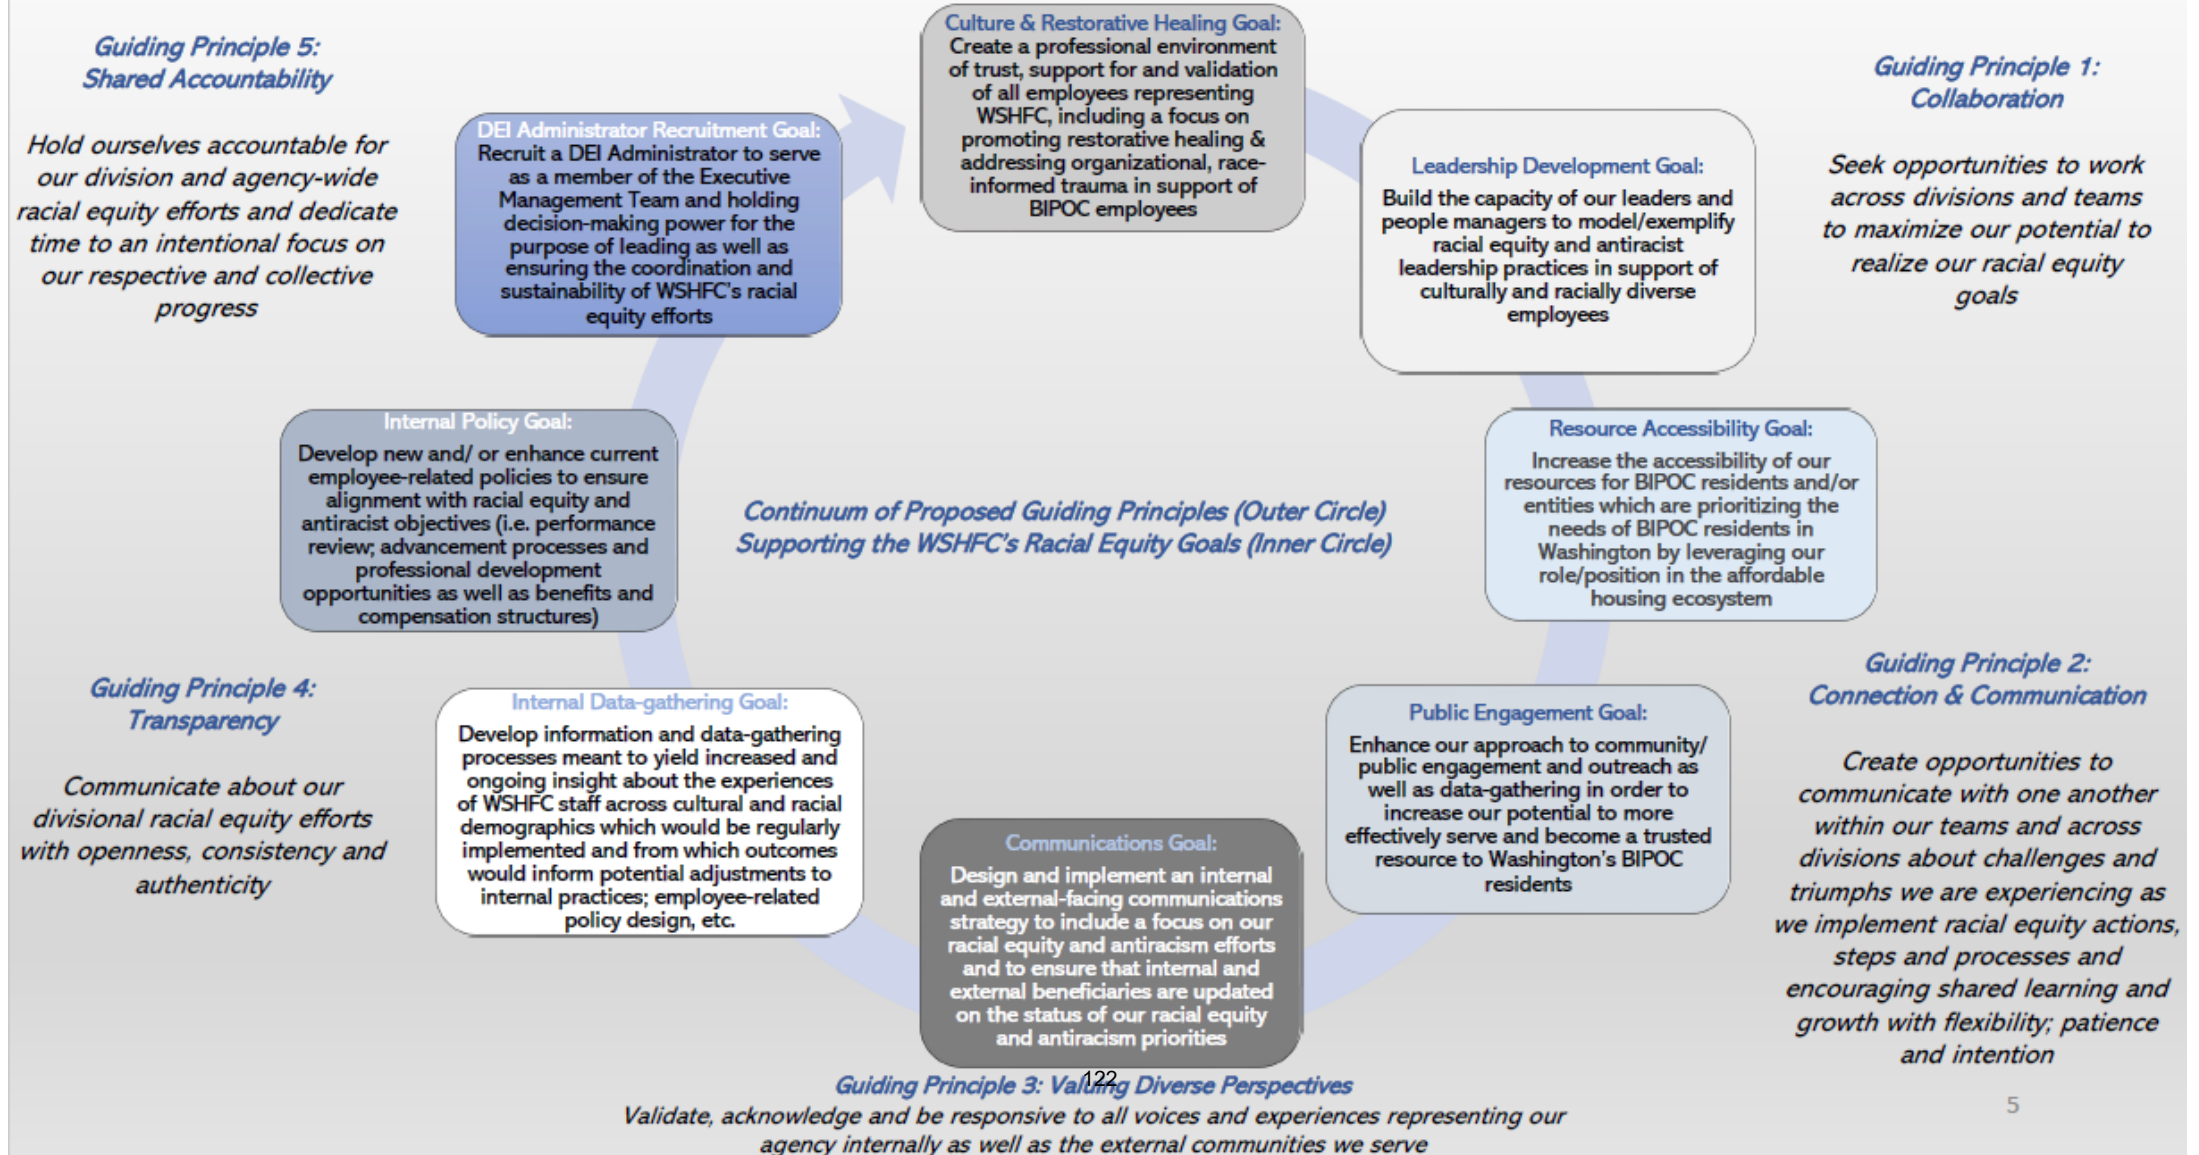 Guiding Principle 5:
Shared Accountability
Hold ourselves accountable for
our division and agency-wide
racial equity efforts and dedicate
time to an intentional focus on
our respective and collective
progress
DEI Administrator Recruitment Goal:
Recruit a DEI Administrator to serve
as a member of the Executive
Management Team and holding
decision-making power for the
purpose of leading as well as
ensuring the coordination and
sustainability of WSHFC's racial
equity efforts
Culture & Restorative Healing Goal:
Create a professional environment
of trust, support for and validation
of all employees representing
WSHFC, including a focus on
promoting restorative healing &
addressing organizational, race-
informed trauma in support of
BIPOC employees
Leadership Development Goal:
Build the capacity of our leaders and
people managers to model/exemplify
racial equity and antiracist
leadership practices in support of
culturally and racially diverse
employees
Guiding Principle 1:
Collaboration
Seek opportunities to work
across divisions and teams
to maximize our potential to
realize our racial equity
goals
Internal Policy Goal:
Develop new and/ or enhance current
employee-related policies to ensure
alignment with racial equity and
antiracist objectives (i.e. performance
review; advancement processes and
professional development
opportunities as well as benefits and
compensation structures)
Continuum of Proposed Guiding Principles (Outer Circle)
Supporting the WSHFC's Racial Equity Goals (Inner Circle)
Resource Accessibility Goal:
Increase the accessibility of our
resources for BIPOC residents and/or
entities which are prioritizing the
needs of BIPOC residents in
Washington by leveraging our
role/position in the affordable
housing ecosystem
Guiding Principle 4:
Transparency
Communicate about our
divisional racial equity efforts
with openness, consistency and
authenticity
Internal Data-gathering Goal:
Develop information and data-gathering
processes meant to yield increased and
ongoing insight about the experiences
of WSHFC staff across cultural and racial
demographics which would be regularly
implemented and from which outcomes
would inform potential adjustments to
internal practices; employee-related
policy design, etc.
Communications Goal:
Design and implement an internal
and external-facing communications
strategy to include a focus on our
racial equity and antiracism efforts
and to ensure that internal and
external beneficiaries are updated
on the status of our racial equity
and antiracism priorities
Public Engagement Goal:
Enhance our approach to community/
public engagement and outreach as
well as data-gathering in order to
increase our potential to more
effectively serve and become a trusted
resource to Washington's BIPOC
residents
Guiding Principle 2:
Connection & Communication
Create opportunities to
communicate with one another
within our teams and across
divisions about challenges and
triumphs we are experiencing as
we implement racial equity actions,
steps and processes and
encouraging shared learning and
growth with flexibility; patience
and intention
122
Guiding Principle 3: Valuing Diverse Perspectives
Validate, acknowledge and be responsive to all voices and experiences representing our
agency internally as well as the external communities we serve
5